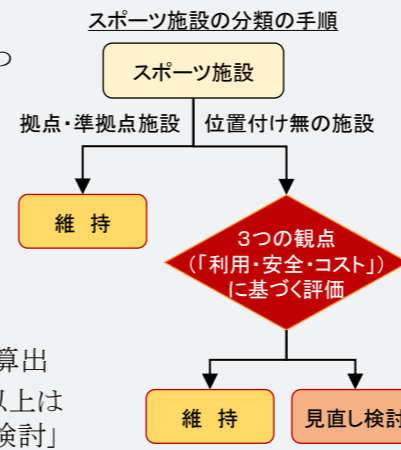 スポーツ施設の分類の手順
っ
スポーツ施設
拠点・準拠点施設
位置付け無の施設
維 持
3つの観点
(「利用・安全・コスト」)
に基づく評価
算出
以上は
検討」
維 持
見直し検討